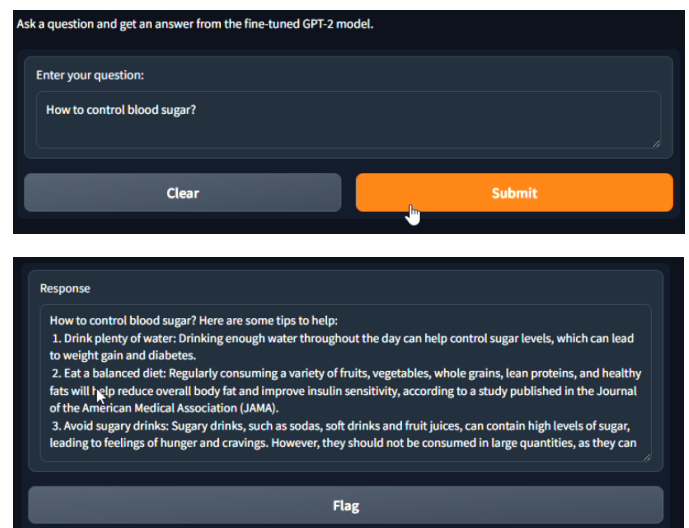 Ask a question and get an answer from the fine-tuned GPT-2 model.
Enter your question:
How to control blood sugar?
Clear
Submit
Response
How to control blood sugar? Here are some tips to help:
1. Drink plenty of water: Drinking enough water throughout the day can help control sugar levels, which can lead
to weight gain and diabetes.
2. Eat a balanced diet: Regularly consuming a variety of fruits, vegetables, whole grains, lean proteins, and healthy
fats will help reduce overall body fat and improve insulin sensitivity, according to a study published in the Journal
of the American Medical Association (JAMA).
3. Avoid sugary drinks: Sugary drinks, such as sodas, soft drinks and fruit juices, can contain high levels of sugar,
leading to feelings of hunger and cravings. However, they should not be consumed in large quantities, as they can
Flag